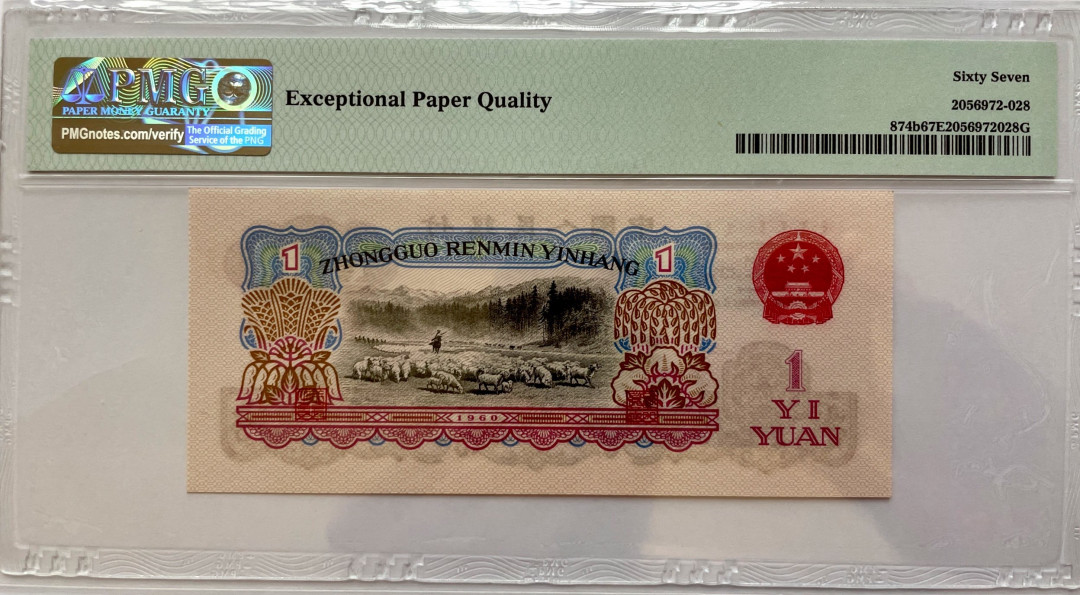 PMG
PAPER MONEY GUARANTY
PMGnotes.com/verify
The Official Grading
Service of the PNG
Exceptional Paper Quality
Sixty Seven
2056972-028
874b67E2056972028G
1 ZHONGGUO RENMIN YINHANG 1
1
YI
YUAN
1960